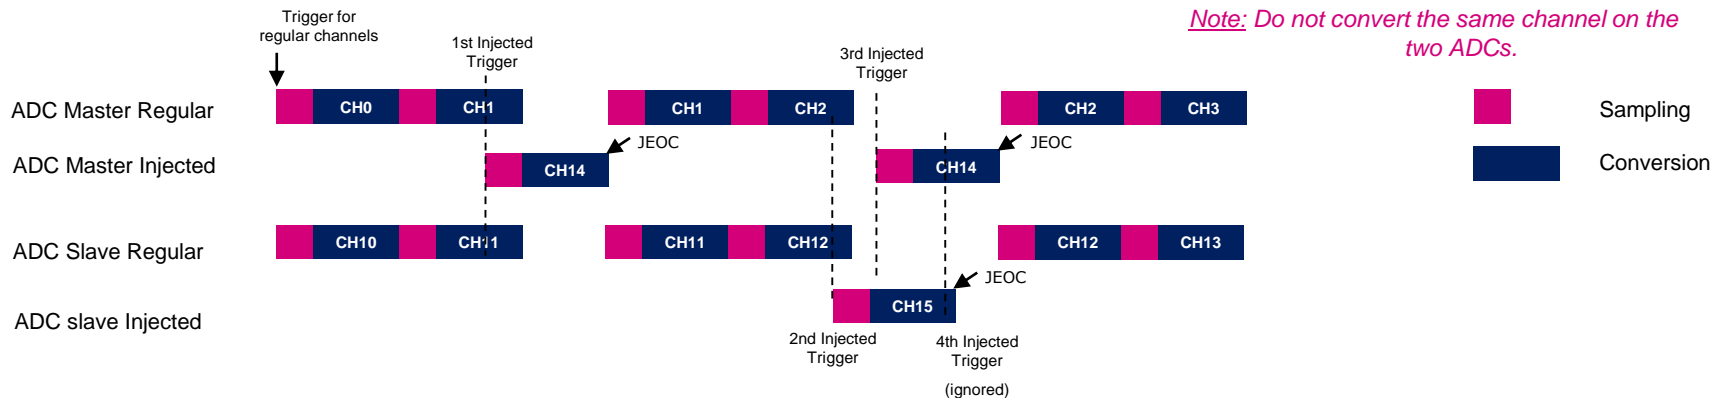 Trigger for
regular channels
1st Injected
Trigger
3rd Injected
Trigger
Note: Do not convert the same channel on the
two ADCs.
ADC Master Regular
CH0
CH1
CH1
CH2
CH2
CH3
Sampling
JEOC
JEOC
ADC Master Injected
CH14
CH14
Conversion
ADC Slave Regular
CH10
CH11
CH11
CH12
CH12
CH13
JEOC
ADC slave Injected
CH15
2nd Injected
Trigger
4th Injected
Trigger
(ignored)